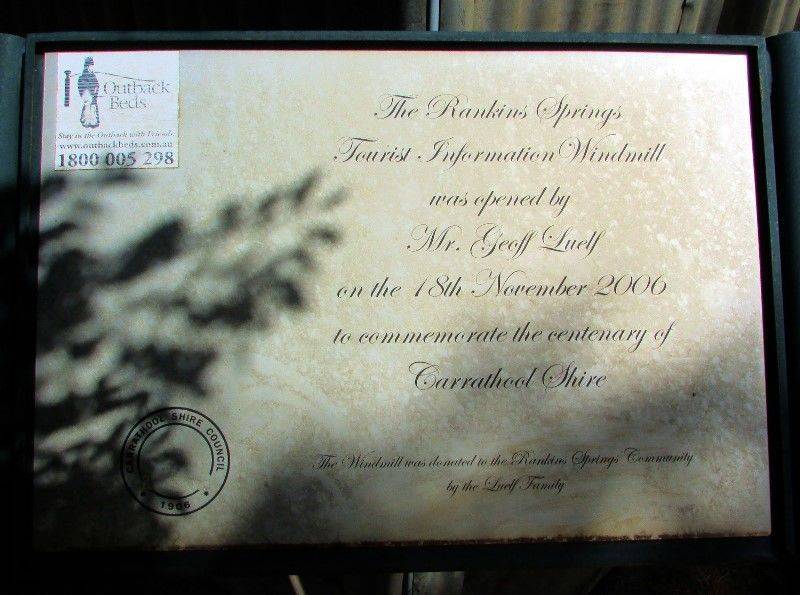 Outback
Beds
Stay in the Outback with Friends
www.outbackbeds.com.au
1800 005 298
The Rankins Springs
Tourist Information Windmill
was opened by
Mr. Geoff Luelf
on the 18th November 2006
to commemorate the centenary of
Carrathool Shire
The Windmill was donated to the Rankins Springs Community
by the Luelf Family
CARRATHOOL SHIRE COUNCIL
1906